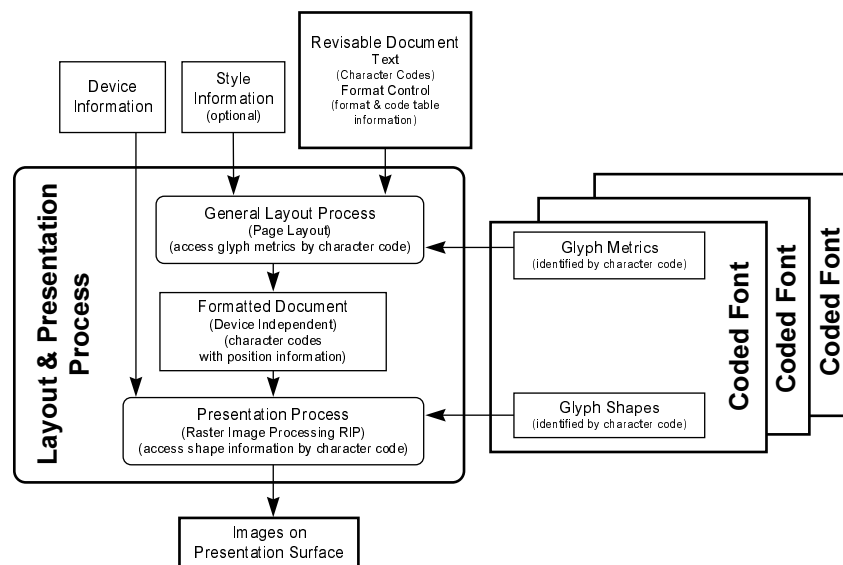 Revisable Document
Text
(Character Codes)
Format Control
(format & code table
information)
Device
Information
Style
Information
(optional)
Layout & Presentation
Process
General Layout Process
(Page Layout)
(access glyph metrics by character code)
Formatted Document
(Device Independent)
(character codes
with position information)
Presentation Process
(Raster Image Processing RIP)
(access shape information by character code)
Images on
Presentation Surface
Glyph Metrics
(identified by character code)
Glyph Shapes
(identified by character code)
Coded Font
Coded Font
Coded Font